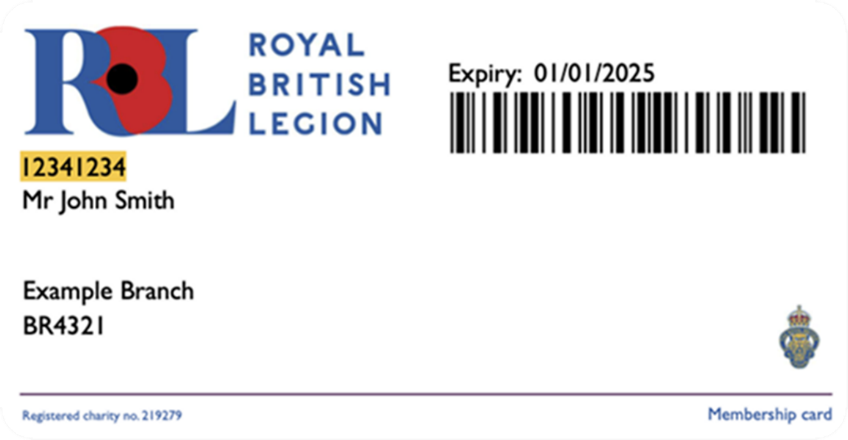 RBL
ROYAL
BRITISH
LEGION
Expiry: 01/01/2025
12341234
Mr John Smith
Example Branch
BR4321
Registered charity no. 219279
Membership card